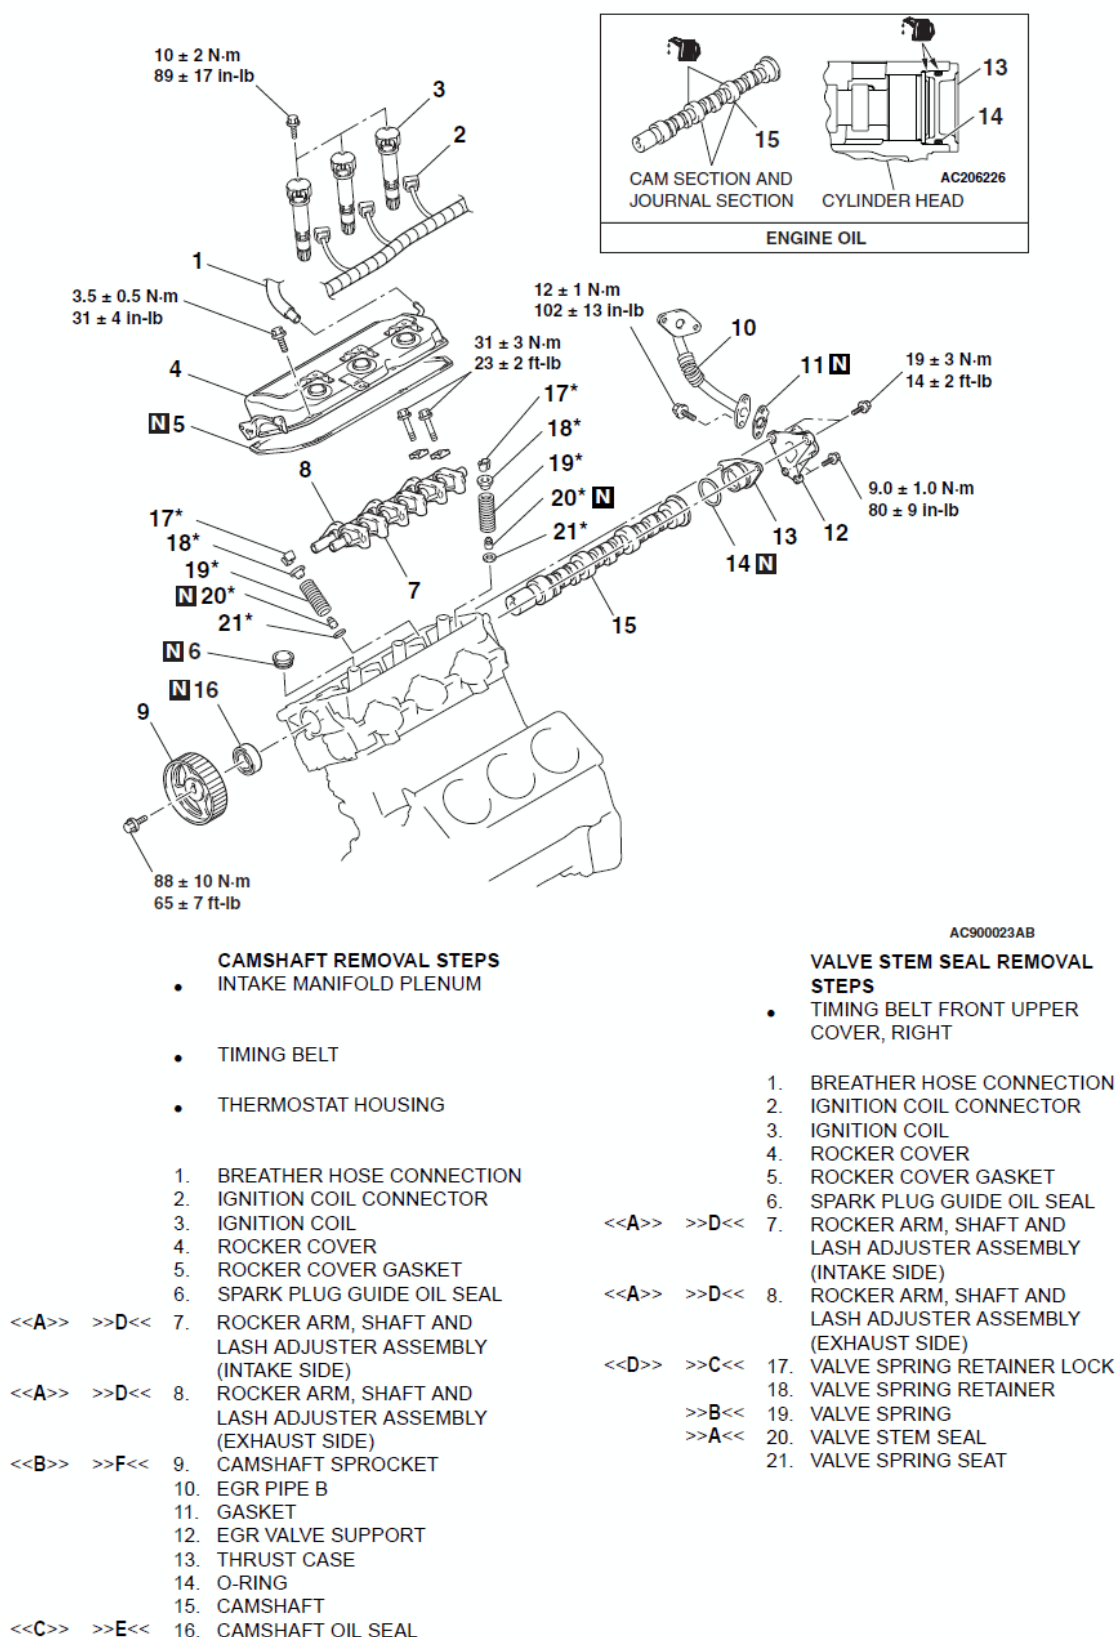 10 ± 2 N·m
89 ± 17 in-lb
3
2
1
3.5 ± 0.5 N·m
31 ± 4 in-lb
4
N 5
31 ± 3 N·m
23 ± 2 ft-lb
15
13
14
CAM SECTION AND
JOURNAL SECTION
AC206226
CYLINDER HEAD
ENGINE OIL
12 ± 1 N·m
102 ± 13 in-lb
10
11 N
19 ± 3 N·m
14 ± 2 ft-lb
17*
18*
19*
20* N
21*
8
7
9.0 ± 1.0 N·m
80 ± 9 in-lb
13
12
14 N
15
17*
18*
19*
N 20*
21*
N 6
N 16
9
88 ± 10 N·m
65 ± 7 ft-lb
AC900023AB
CAMSHAFT REMOVAL STEPS
• INTAKE MANIFOLD PLENUM
• TIMING BELT
• THERMOSTAT HOUSING
1. BREATHER HOSE CONNECTION
2. IGNITION COIL CONNECTOR
3. IGNITION COIL
4. ROCKER COVER
5. ROCKER COVER GASKET
6. SPARK PLUG GUIDE OIL SEAL
<<A>> >>D<< 7. ROCKER ARM, SHAFT AND
LASH ADJUSTER ASSEMBLY
(INTAKE SIDE)
<<A>> >>D<< 8. ROCKER ARM, SHAFT AND
LASH ADJUSTER ASSEMBLY
(EXHAUST SIDE)
<<B>> >>F<< 9. CAMSHAFT SPROCKET
10. EGR PIPE B
11. GASKET
12. EGR VALVE SUPPORT
13. THRUST CASE
14. O-RING
15. CAMSHAFT
<<C>> >>E<< 16. CAMSHAFT OIL SEAL
VALVE STEM SEAL REMOVAL
STEPS
• TIMING BELT FRONT UPPER
COVER, RIGHT
1. BREATHER HOSE CONNECTION
2. IGNITION COIL CONNECTOR
3. IGNITION COIL
4. ROCKER COVER
5. ROCKER COVER GASKET
6. SPARK PLUG GUIDE OIL SEAL
<<A>> >>D<< 7. ROCKER ARM, SHAFT AND
LASH ADJUSTER ASSEMBLY
(INTAKE SIDE)
<<A>> >>D<< 8. ROCKER ARM, SHAFT AND
LASH ADJUSTER ASSEMBLY
(EXHAUST SIDE)
<<D>> >>C<< 17. VALVE SPRING RETAINER LOCK
18. VALVE SPRING RETAINER
>>B<< 19. VALVE SPRING
>>A<< 20. VALVE STEM SEAL
21. VALVE SPRING SEAT